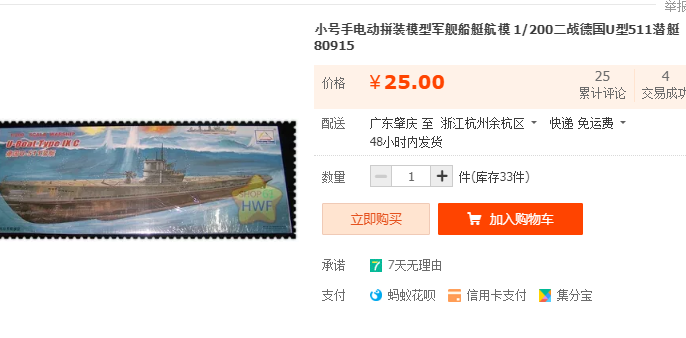 举报
小号手电动拼装模型军舰船艇航模 1/200二战德国U型511潜艇
80915
价格
¥25.00
25
累计评论
4
交易成功
配送
广东肇庆 至 浙江杭州余杭区
快递 免运费
48小时内发货
数量
1
件(库存33件)
立即购买
加入购物车
承诺
7天无理由
支付
蚂蚁花呗
信用卡支付
集分宝
U-Boat Type IX C
SHOP
HWF